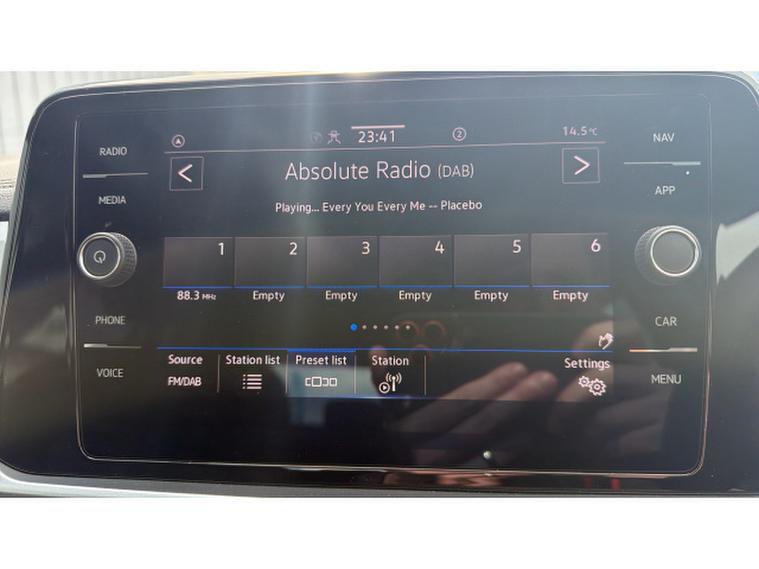 23:41
2
14.5°C
RADIO
NAV
Absolute Radio (DAB)
MEDIA
APP
Playing... Every You Every Me -- Placebo
1 2 3 4 5 6
88.3 MHz Empty Empty Empty Empty Empty
PHONE
CAR
VOICE
MENU
Source Station list Preset list Station Settings
FM/DAB